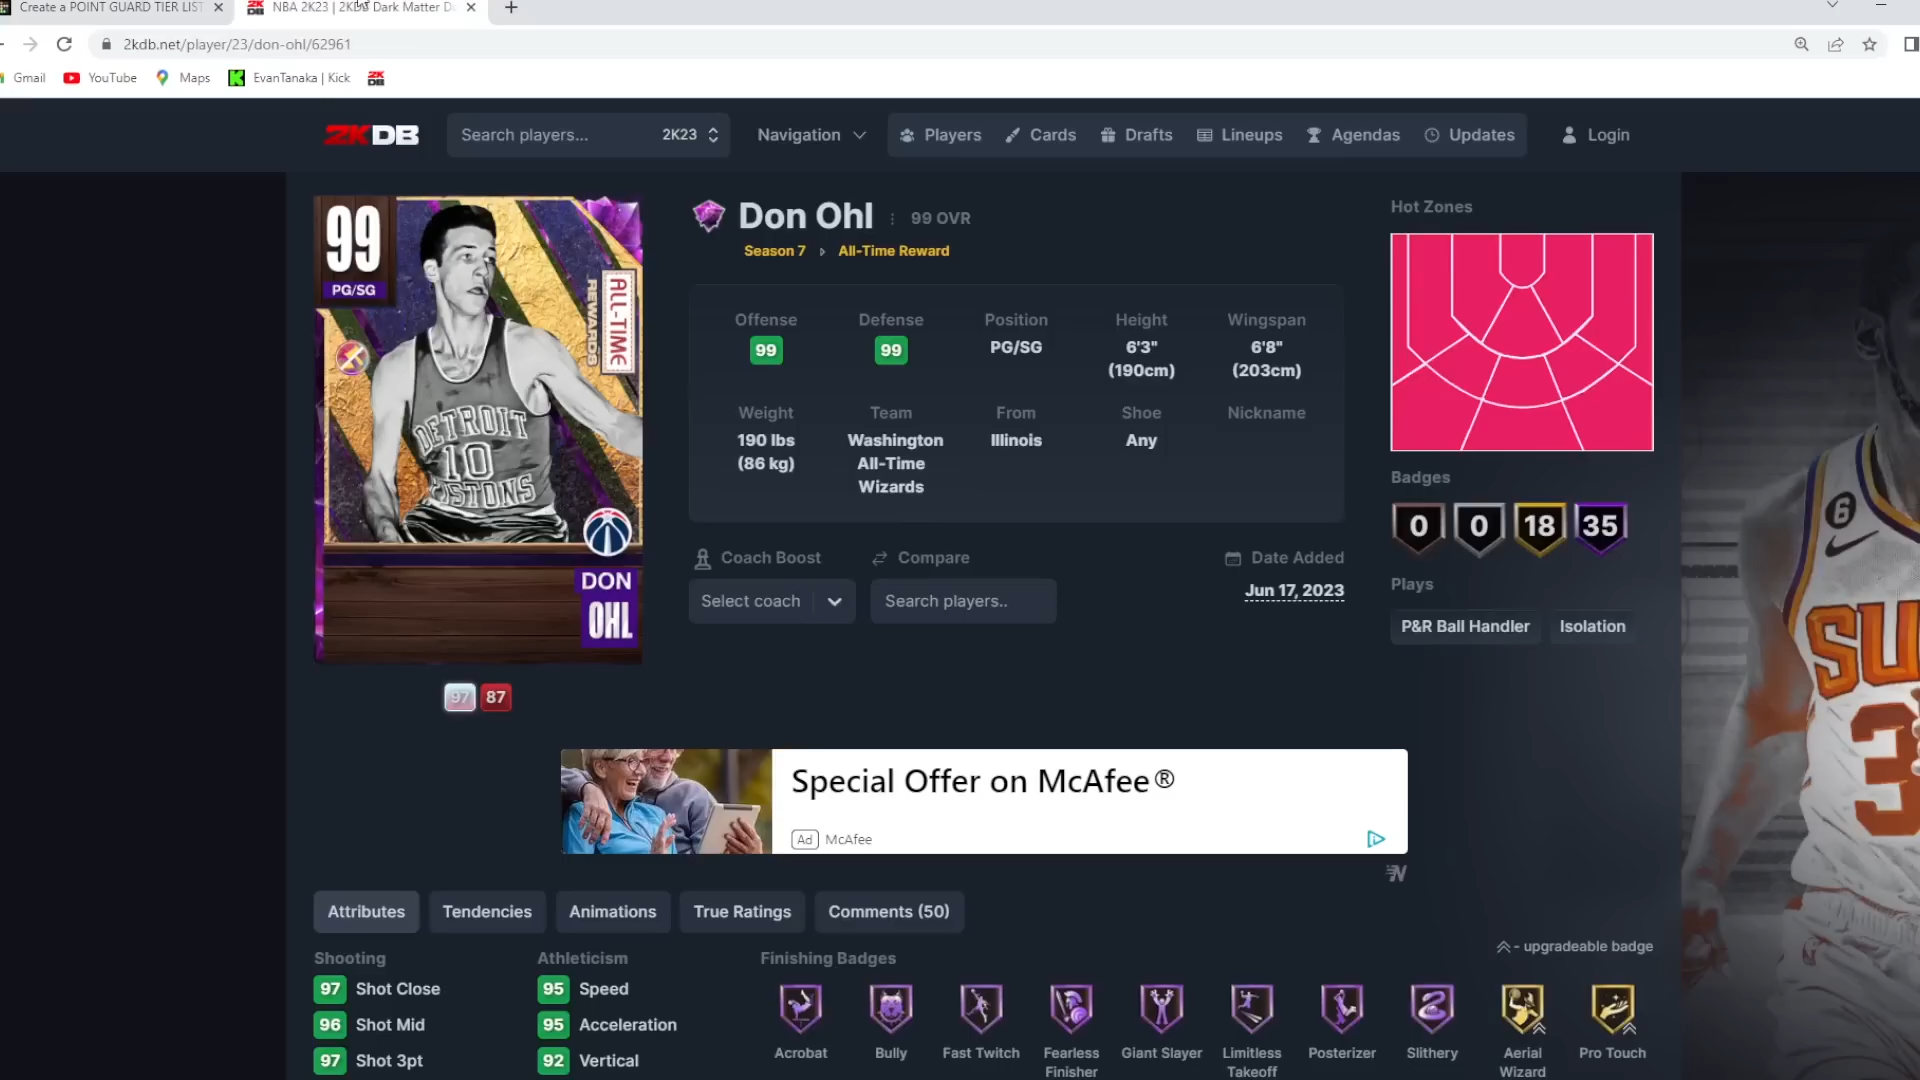 Create a POINT GUARD TIER LIST
NBA 2K23 | 2KDB Dark Matter D
2kdb.net/player/23/don-ohl/62961
Gmail
YouTube
Maps
EvanTanaka | Kick
2K DB
2KDB
Search players...
2K23
Navigation
Players
Cards
Drafts
Lineups
Agendas
Updates
Login
99
PG/SG
ALL-TIME
REWARDS
DETROIT
10
PISTONS
DON
OHL
97 87
Don Ohl
99 OVR
Season 7
All-Time Reward
Offense
99
Defense
99
Position
PG/SG
Height
6'3"
(190cm)
Wingspan
6'8"
(203cm)
Weight
190 lbs
(86 kg)
Team
Washington
All-Time
Wizards
From
Illinois
Shoe
Any
Nickname
Coach Boost
Select coach
Compare
Search players..
Date Added
Jun 17, 2023
Hot Zones
Badges
0 0 18 35
Plays
P&R Ball Handler
Isolation
6
SU
3
Special Offer on McAfee®
Ad McAfee
Attributes
Tendencies
Animations
True Ratings
Comments (50)
- upgradeable badge
Shooting
97 Shot Close
96 Shot Mid
97 Shot 3pt
Athleticism
95 Speed
95 Acceleration
92 Vertical
Finishing Badges
Acrobat
Bully
Fast Twitch
Fearless
Finisher
Giant Slayer
Limitless
Takeoff
Posterizer
Slithery
Aerial
Wizard
Pro Touch